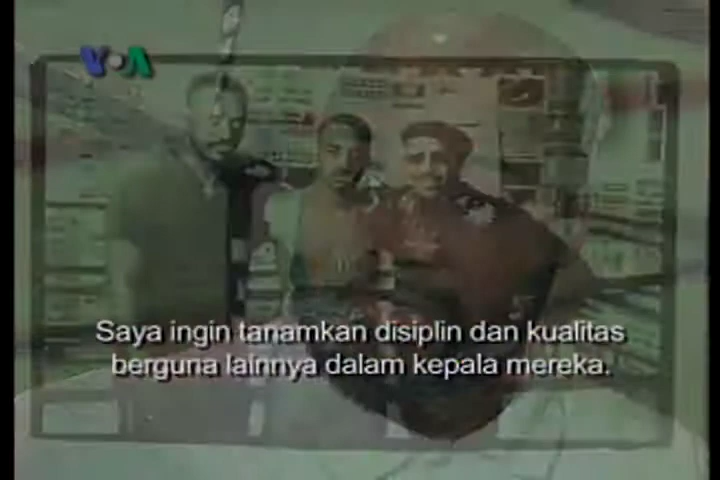 VOA
Saya ingin tanamkan disiplin dan kualitas
berguna lainnya dalam kepala mereka.